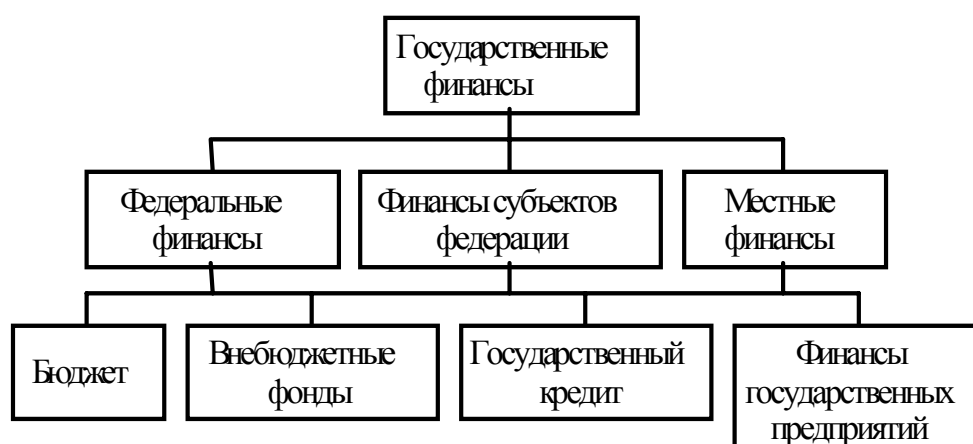 Государственные
финансы
Федеральные
финансы
Финансы субъектов
федерации
Местные
финансы
Бюджет
Внебюджетные
фонды
Государственный
кредит
Финансы
государственных
предприятий